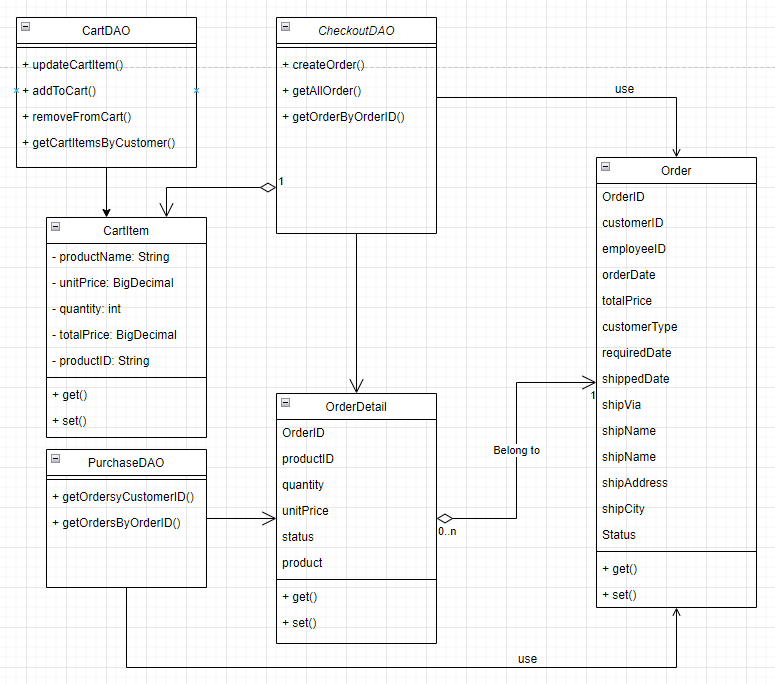 CartDAO
+ updateCartItem()
+ addToCart()
+ removeFromCart()
+ getCartItemsByCustomer()
CheckoutDAO
+ createOrder()
+ getAllOrder()
+ getOrderByOrderID()
use
1
Order
OrderID
customerID
employeeID
orderDate
totalPrice
customerType
requiredDate
shippedDate
shipVia
shipName
shipName
shipAddress
shipCity
Status
+ get()
+ set()
CartItem
- productName: String
- unitPrice: BigDecimal
- quantity: int
- totalPrice: BigDecimal
- productID: String
+ get()
+ set()
OrderDetail
OrderID
productID
quantity
unitPrice
status
product
+ get()
+ set()
1
Belong to
0..n
PurchaseDAO
+ getOrdersyCustomerID()
+ getOrdersByOrderID()
use